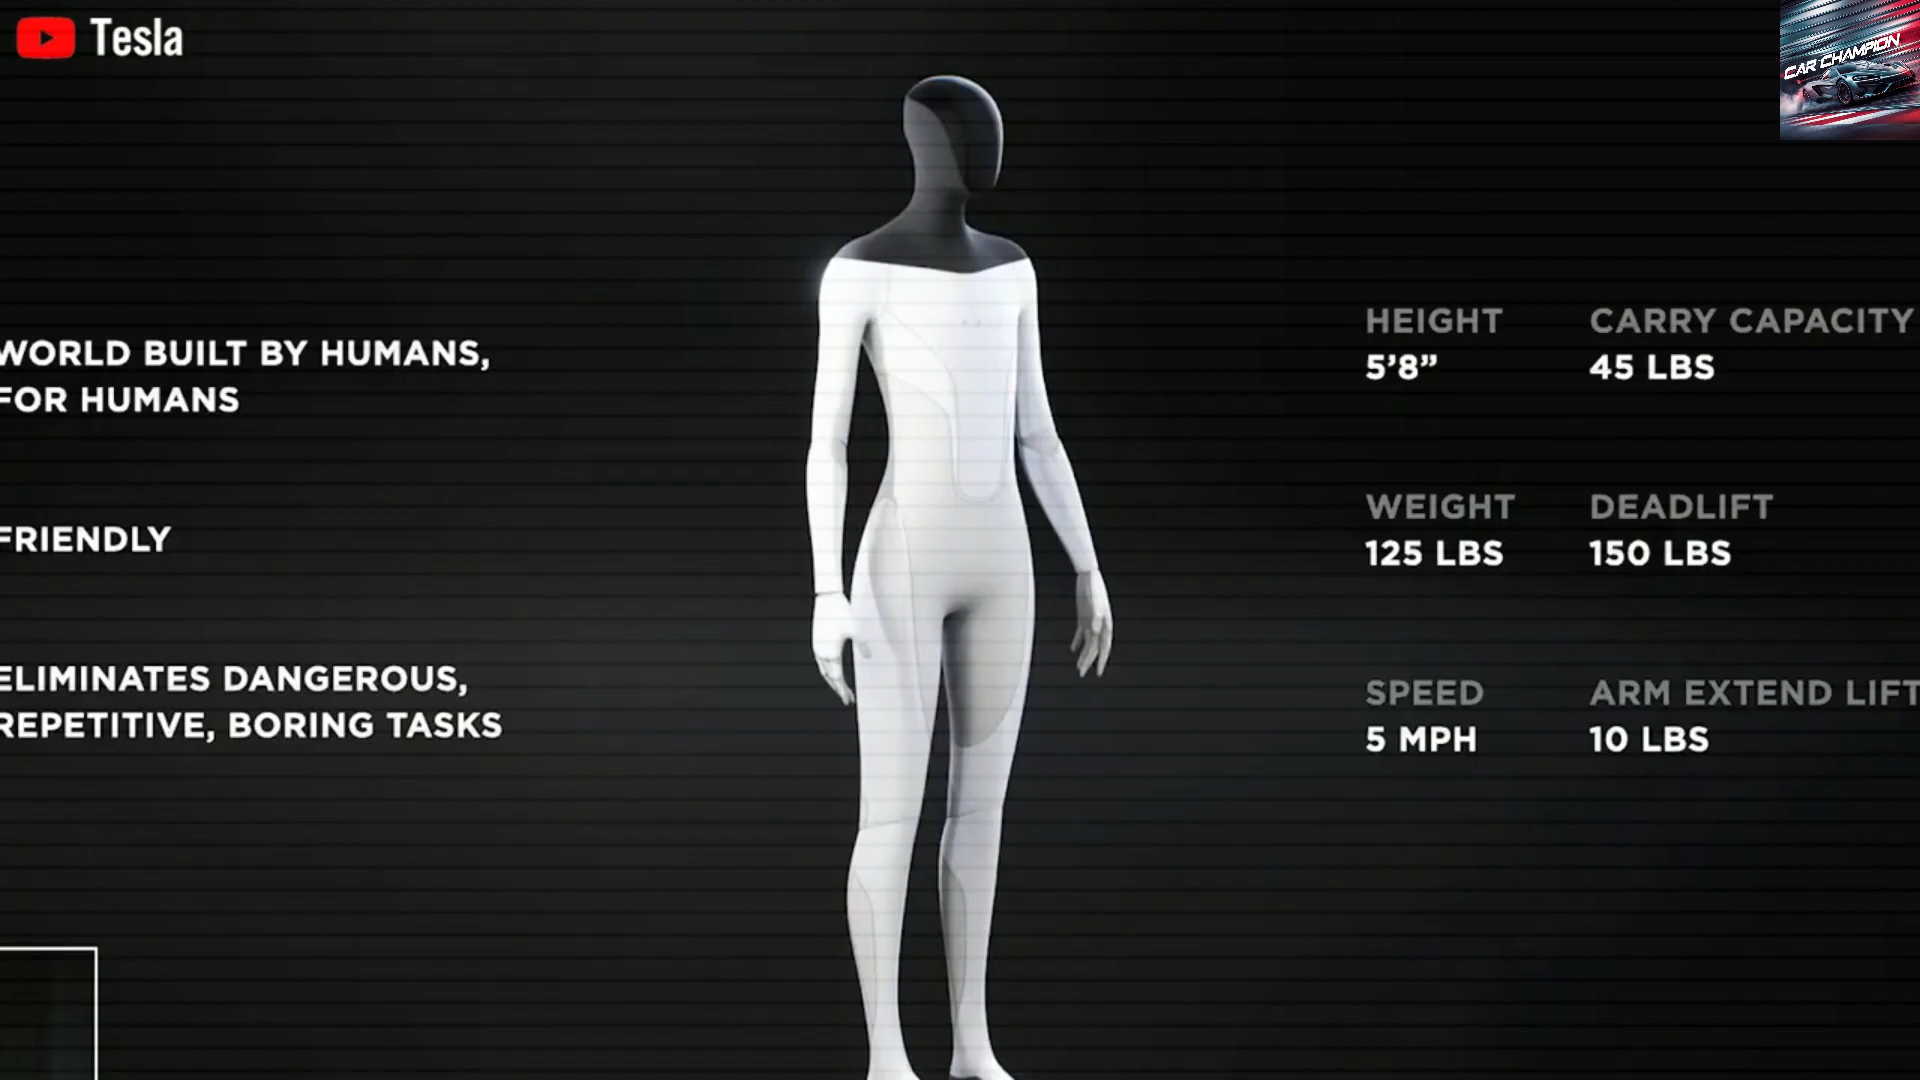 Tesla
CAR CHAMPION
WORLD BUILT BY HUMANS,
FOR HUMANS
FRIENDLY
ELIMINATES DANGEROUS,
REPETITIVE, BORING TASKS
HEIGHT
5’8”
CARRY CAPACITY
45 LBS
WEIGHT
125 LBS
DEADLIFT
150 LBS
SPEED
5 MPH
ARM EXTEND LIFT
10 LBS